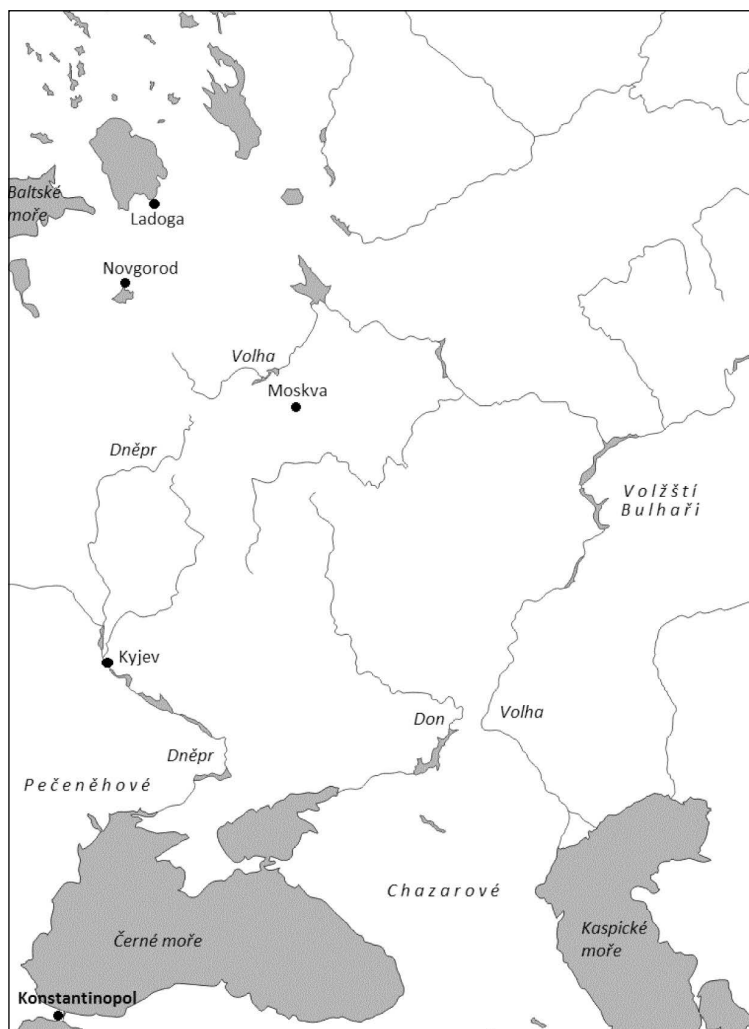 Baltské
moře
Ladoga
Novgorod
Volha
Moskva
Dněpr
Volžští
Bulhaři
Kyjev
Don
Volha
Dněpr
Pečeněhové
Chazarové
Černé moře
Kaspické
moře
Konstantinopol